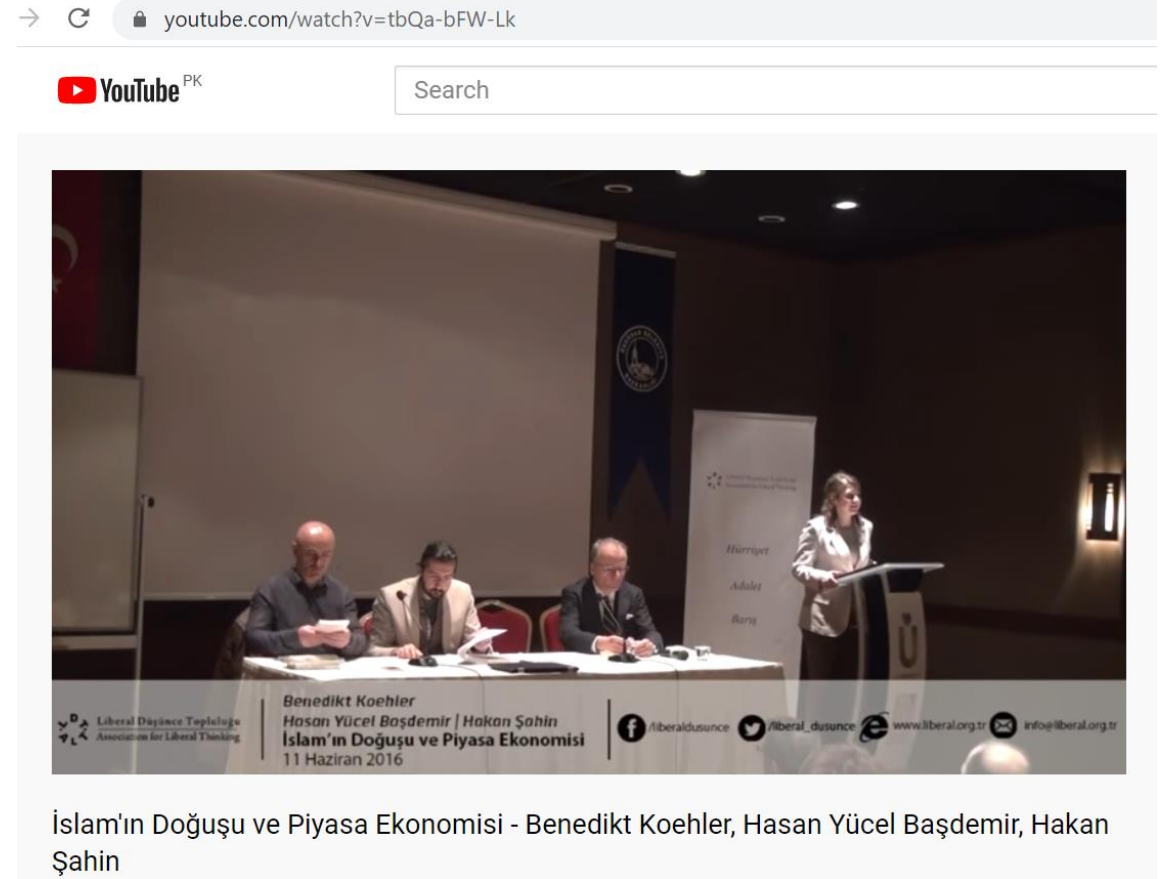 youtube.com/watch?v=tbQa-bFW-Lk
YouTube PK
Search
Hürriyet
Adalet
Barış
Ü
Liberal Düşünce Topluluğu
Association for Liberal Thinking
Benedikt Koehler
Hasan Yücel Başdemir | Hakan Şahin
İslam'ın Doğuşu ve Piyasa Ekonomisi
11 Haziran 2016
/liberaldusunce
/liberal_dusunce
www.liberal.org.tr
info@liberal.org.tr
İslam'ın Doğuşu ve Piyasa Ekonomisi - Benedikt Koehler, Hasan Yücel Başdemir, Hakan
Şahin